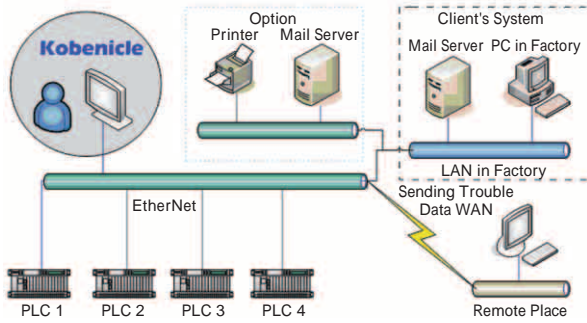 Kobenicle
Option
Printer
Mail Server
Client's System
Mail Server
PC in Factory
LAN in Factory
EtherNet
Sending Trouble
Data WAN
PLC 1
PLC 2
PLC 3
PLC 4
Remote Place